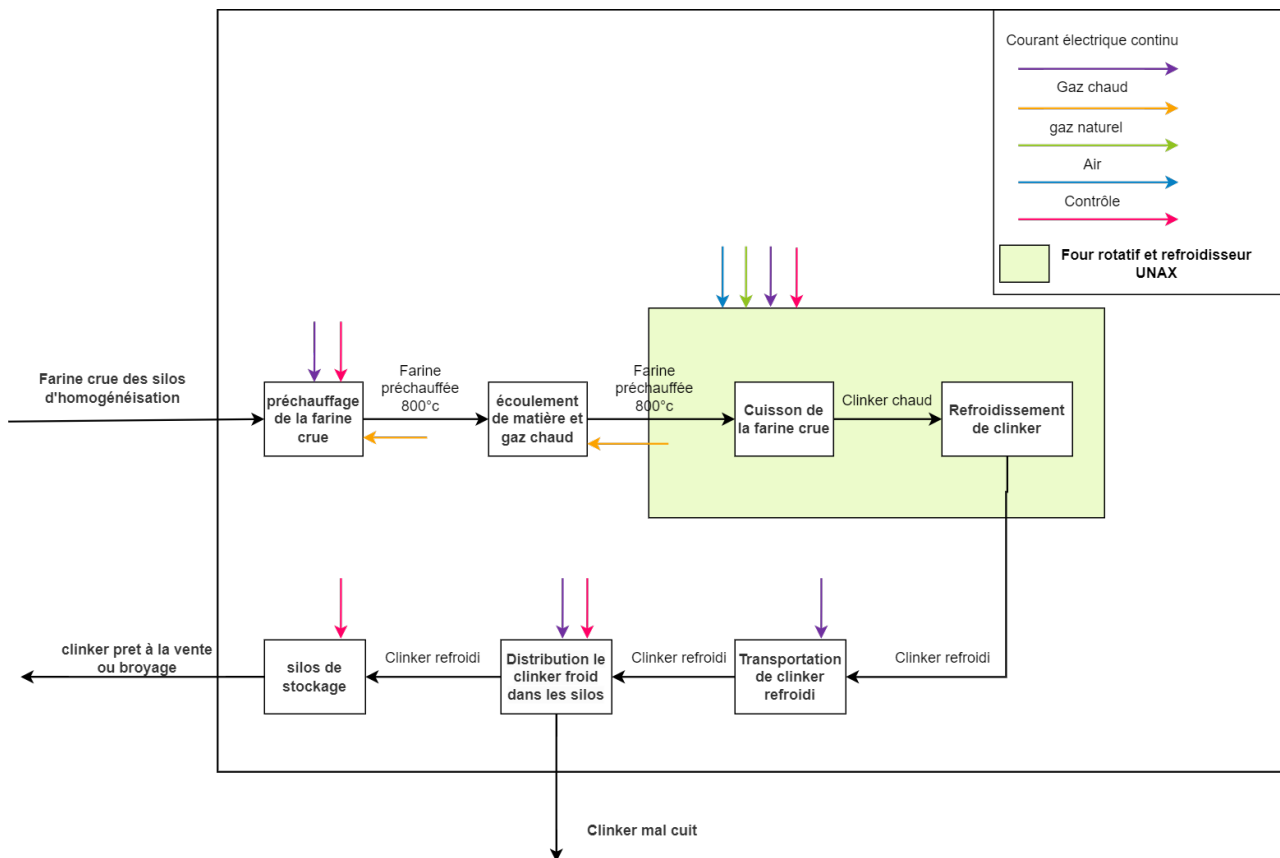 Courant électrique continu
Gaz chaud
gaz naturel
Air
Contrôle
Four rotatif et refroidisseur
UNAX
Farine crue des silos
d'homogénéisation
préchauffage
de la farine
crue
Farine
préchauffée
800°c
écoulement
de matière et
gaz chaud
Farine
préchauffée
800°c
Cuisson de
la farine crue
Clinker chaud
Refroidissement
de clinker
clinker pret à la vente
ou broyage
silos de
stockage
Clinker refroidi
Distribution le
clinker froid
dans les silos
Clinker refroidi
Transportation
de clinker
refroidi
Clinker refroidi
Clinker mal cuit